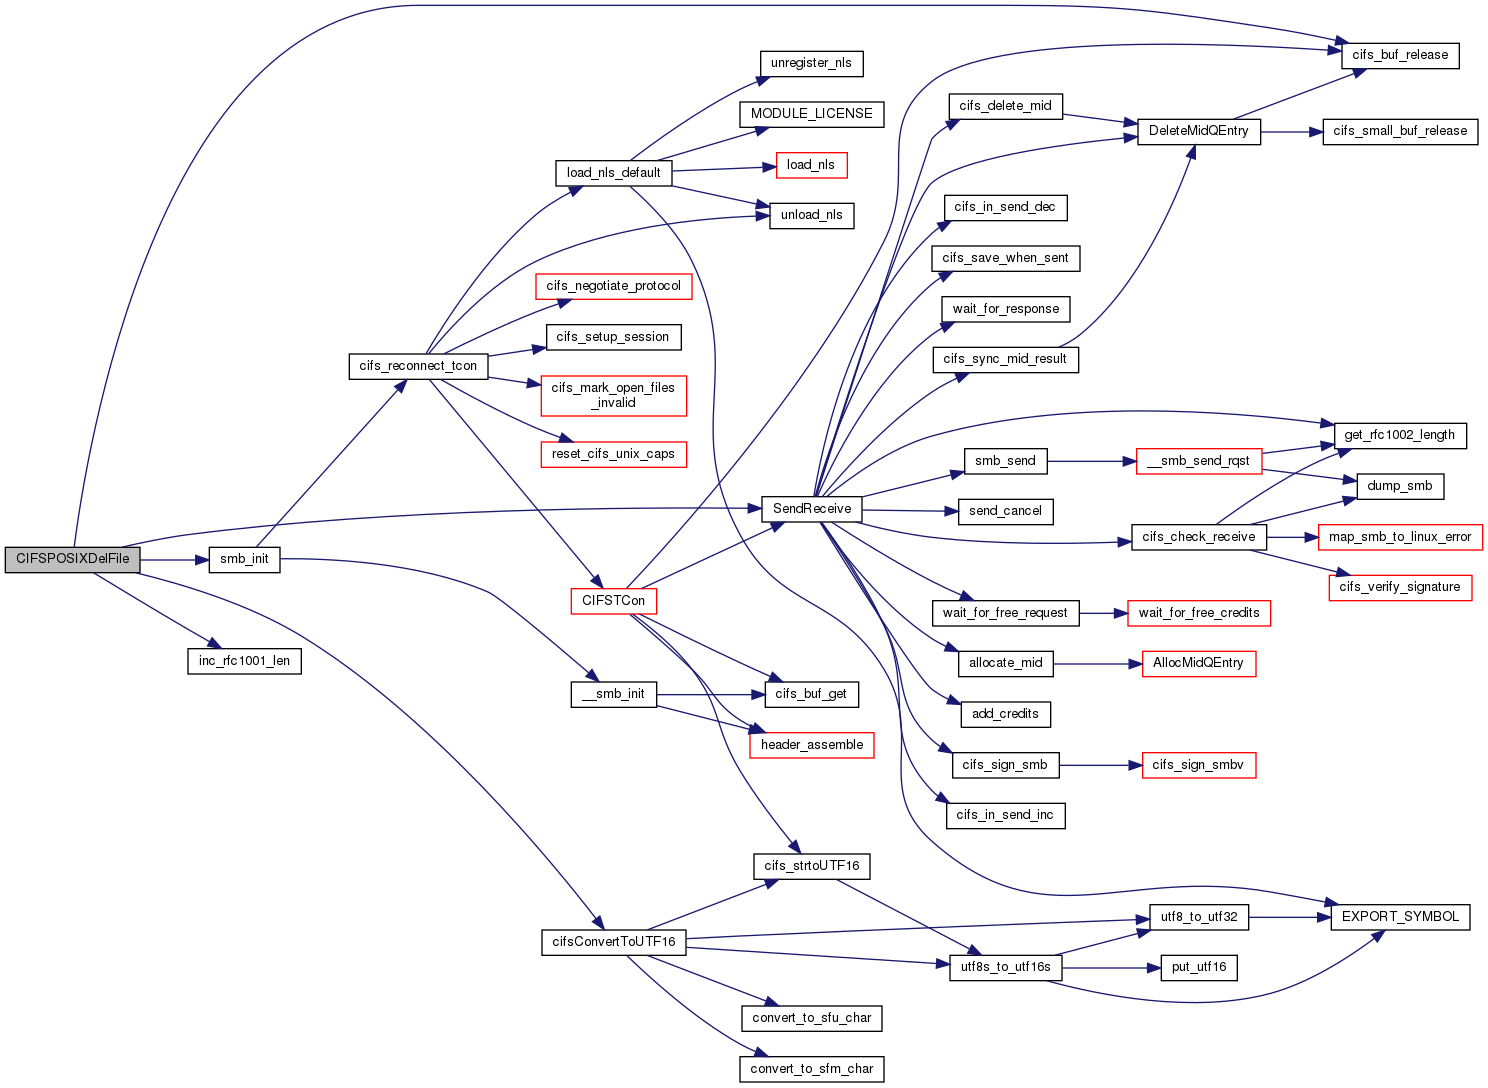 cifs_buf_release
unregister_nls
cifs_delete_mid
MODULE_LICENSE
DeleteMidQEntry
cifs_small_buf_release
load_nls_default
load_nls
cifs_in_send_dec
unload_nls
cifs_save_when_sent
cifs_negotiate_protocol
wait_for_response
cifs_setup_session
cifs_reconnect_tcon
cifs_sync_mid_result
cifs_mark_open_files
_invalid
get_rfc1002_length
reset_cifs_unix_caps
smb_send
__smb_send_rqst
dump_smb
SendReceive
send_cancel
cifs_check_receive
map_smb_to_linux_error
CIFSPOSIXDelFile
smb_init
cifs_verify_signature
CIFSTCon
wait_for_free_request
wait_for_free_credits
inc_rfc1001_len
allocate_mid
AllocMidQEntry
__smb_init
cifs_buf_get
add_credits
header_assemble
cifs_sign_smb
cifs_sign_smbv
cifs_in_send_inc
cifs_strtoUTF16
utf8_to_utf32
EXPORT_SYMBOL
cifsConvertToUTF16
utf8s_to_utf16s
put_utf16
convert_to_sfu_char
convert_to_sfm_char